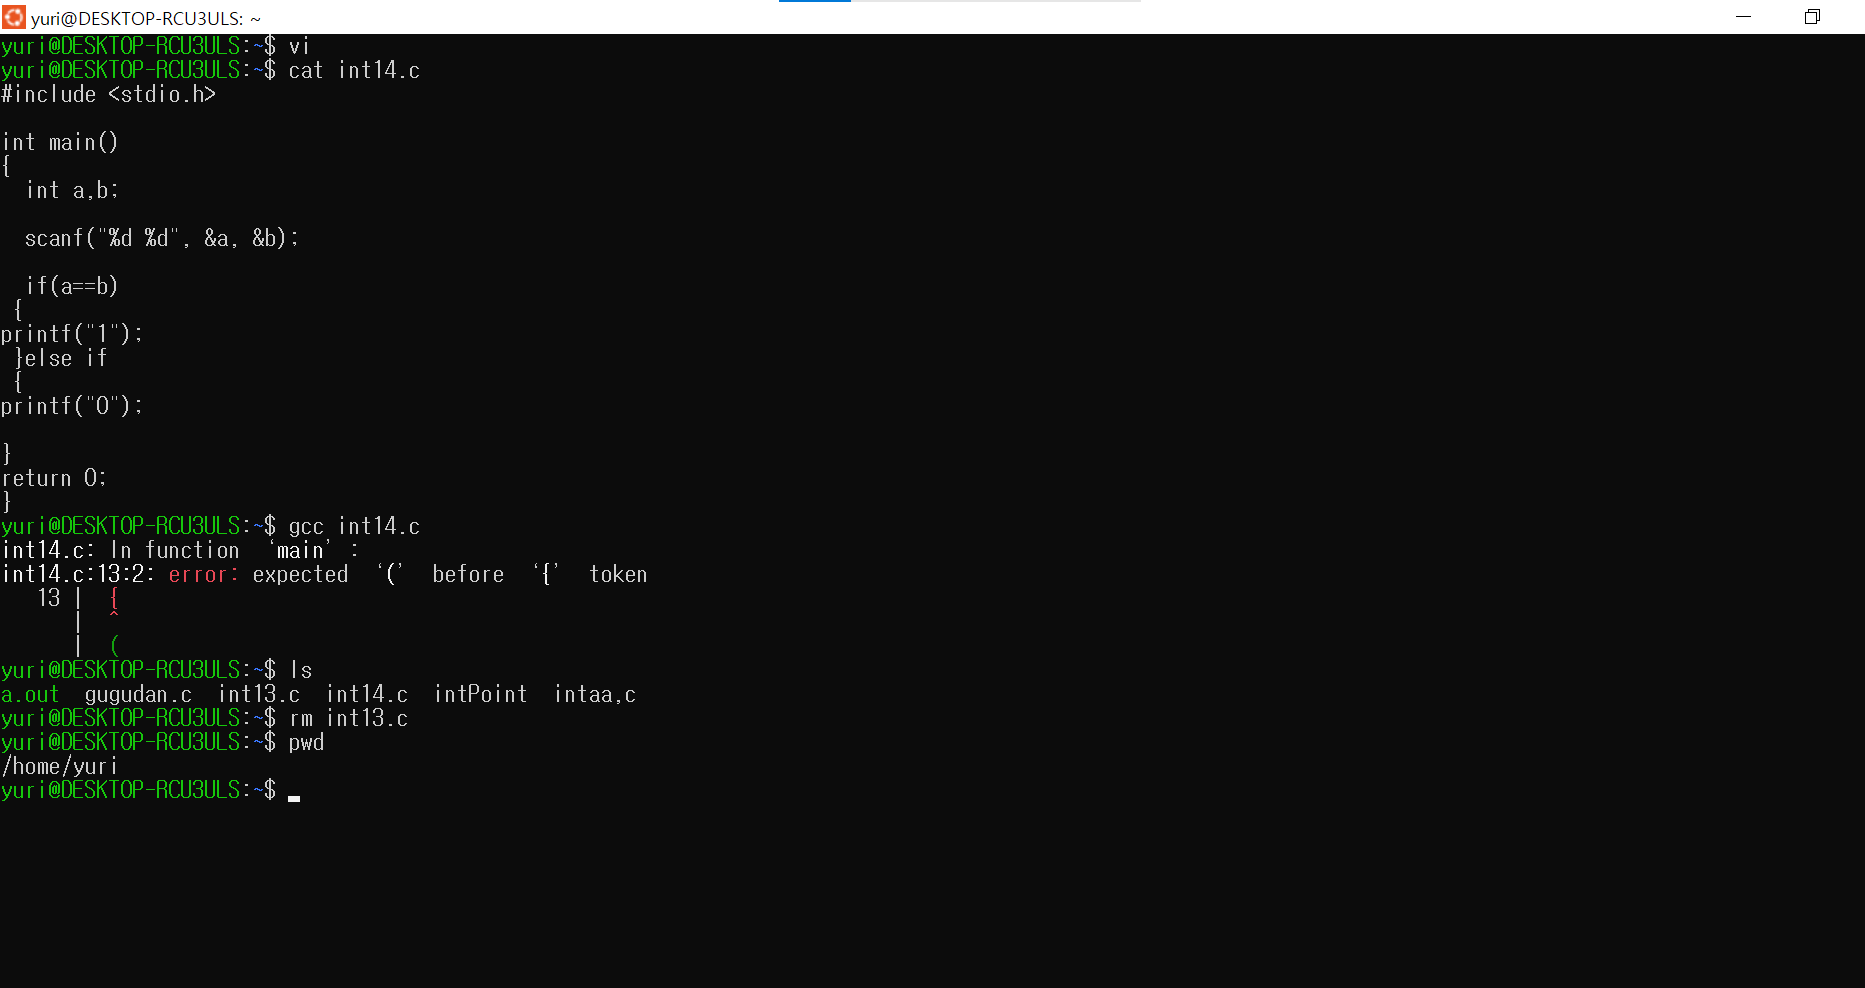 yuri@DESKTOP-RCU3ULS: ~
yuri@DESKTOP-RCU3ULS:~$ vi
yuri@DESKTOP-RCU3ULS:~$ cat int14.c
#include <stdio.h>
int main()
{
  int a,b;
  scanf("%d %d", &a, &b);
  if(a==b)
 {
printf("1");
 }else if
 {
printf("0");
}
return 0;
}
yuri@DESKTOP-RCU3ULS:~$ gcc int14.c
int14.c: In function ‘main’:
int14.c:13:2: error: expected ‘(’ before ‘{’ token
   13 |  {
      |  ^
      |  (
yuri@DESKTOP-RCU3ULS:~$ ls
a.out  gugudan.c  int13.c  int14.c  intPoint  intaa,c
yuri@DESKTOP-RCU3ULS:~$ rm int13.c
yuri@DESKTOP-RCU3ULS:~$ pwd
/home/yuri
yuri@DESKTOP-RCU3ULS:~$